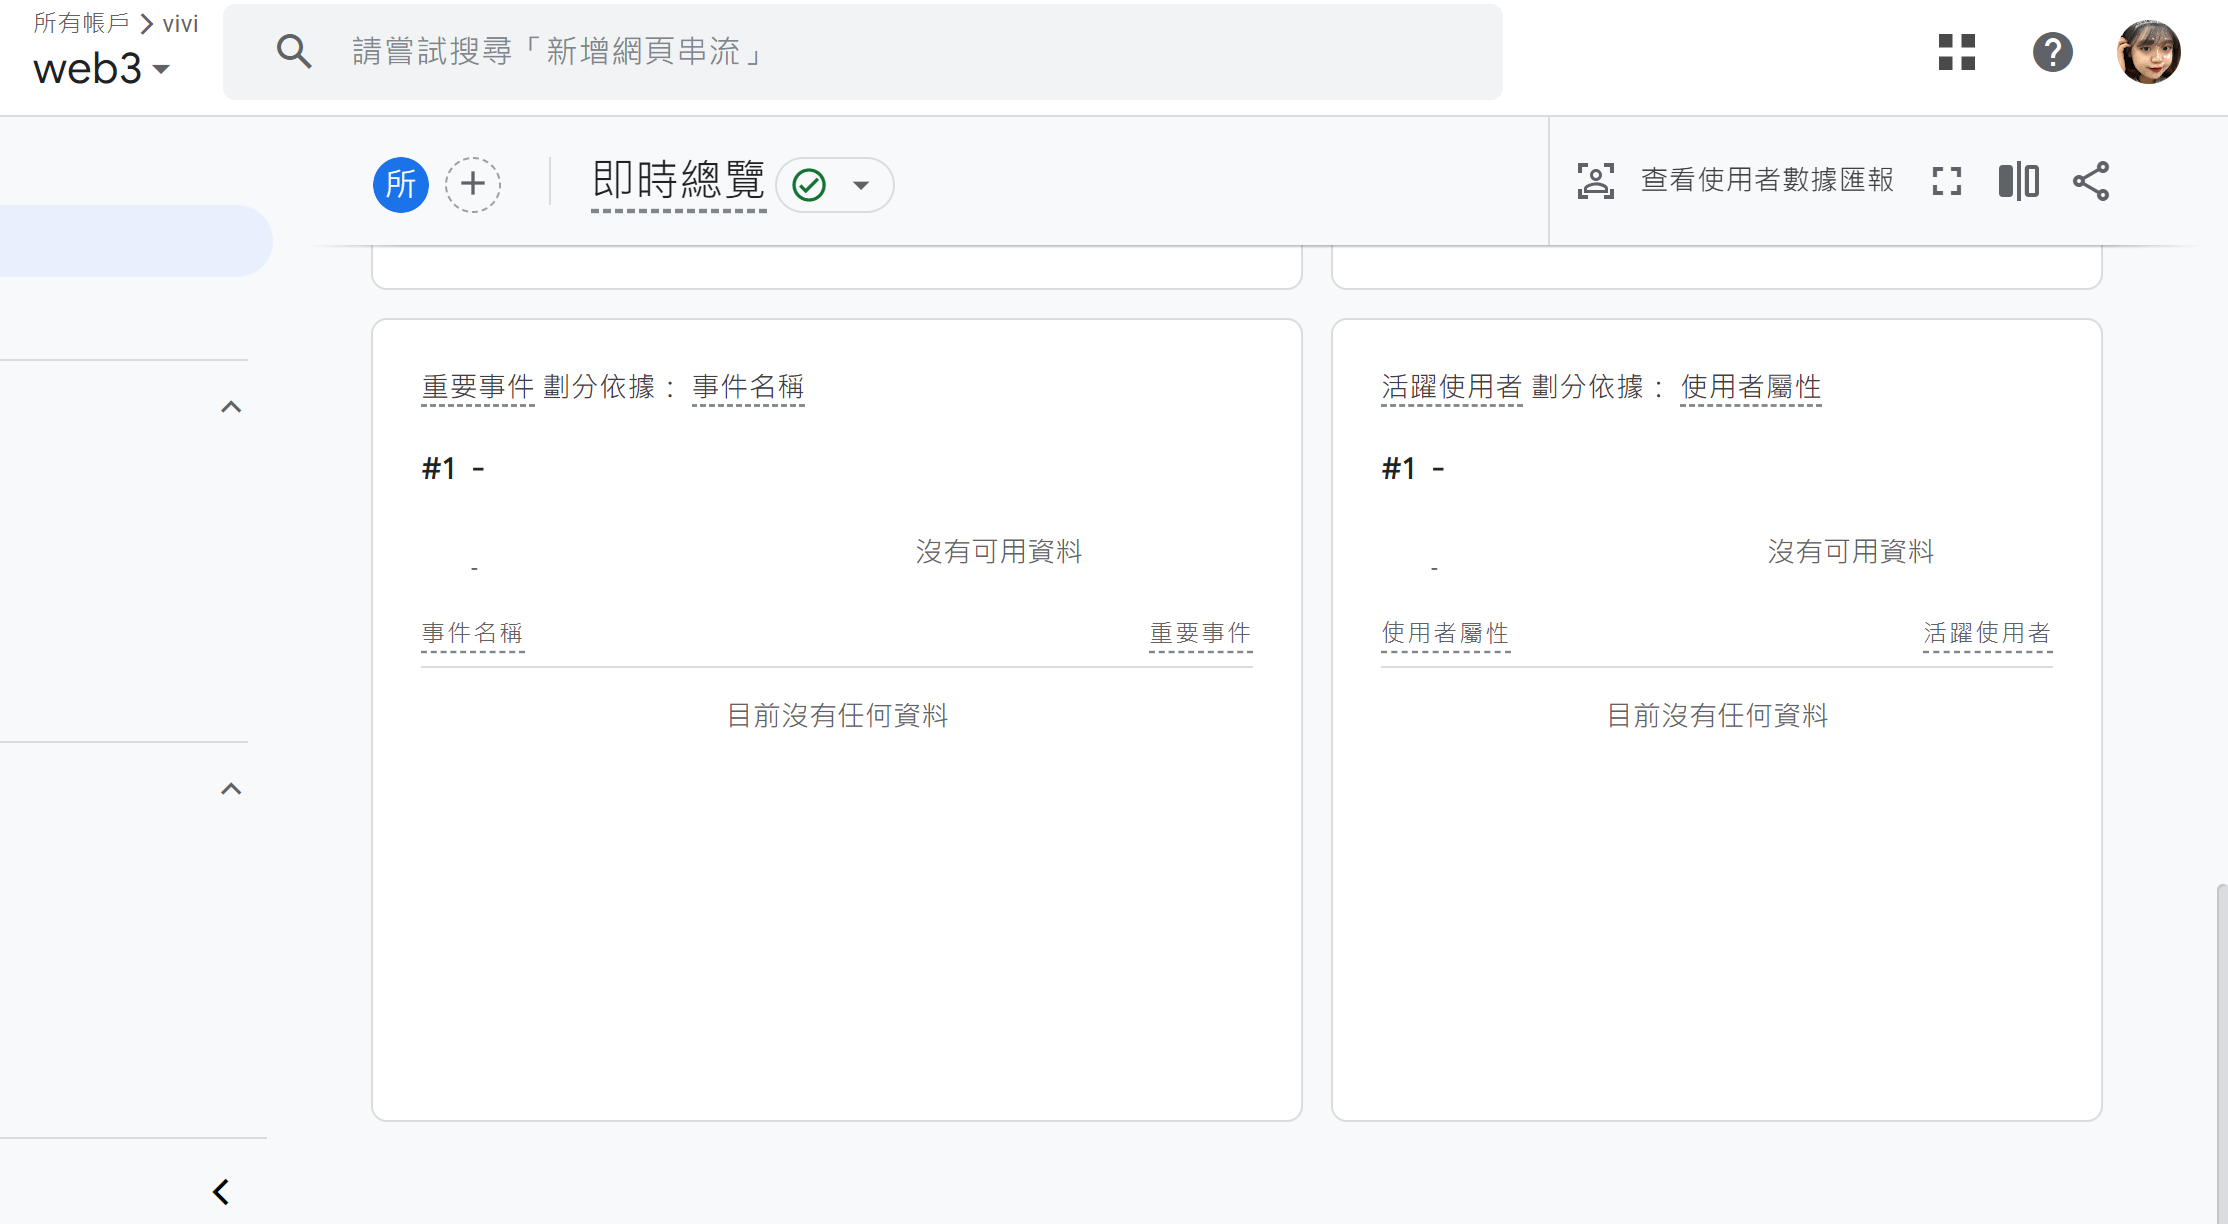 所有帳戶 > vivi
web3
請嘗試搜尋「新增網頁串流」
所
即時總覽
查看使用者數據匯報
重要事件 劃分依據： 事件名稱
#1 -
沒有可用資料
-
事件名稱 重要事件
目前沒有任何資料
活躍使用者 劃分依據： 使用者屬性
#1 -
沒有可用資料
-
使用者屬性 活躍使用者
目前沒有任何資料